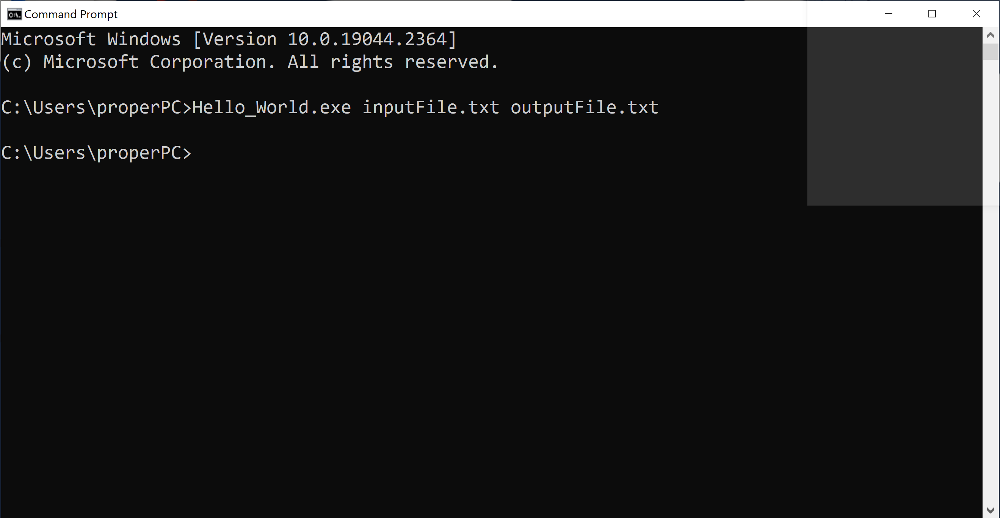 Command Prompt
Microsoft Windows [Version 10.0.19044.2364]
(c) Microsoft Corporation. All rights reserved.
C:\Users\properPC>Hello_World.exe inputFile.txt outputFile.txt
C:\Users\properPC>